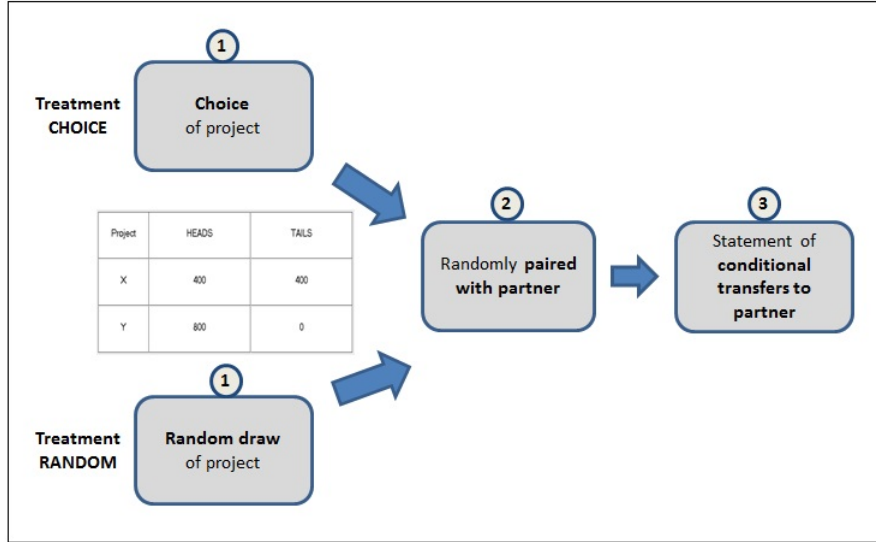 1
Treatment
CHOICE
Choice
of project
Project HEADS TAILS
X 400 400
Y 800 0
1
Treatment
RANDOM
Random draw
of project
2
Randomly paired
with partner
3
Statement of
conditional
transfers to
partner